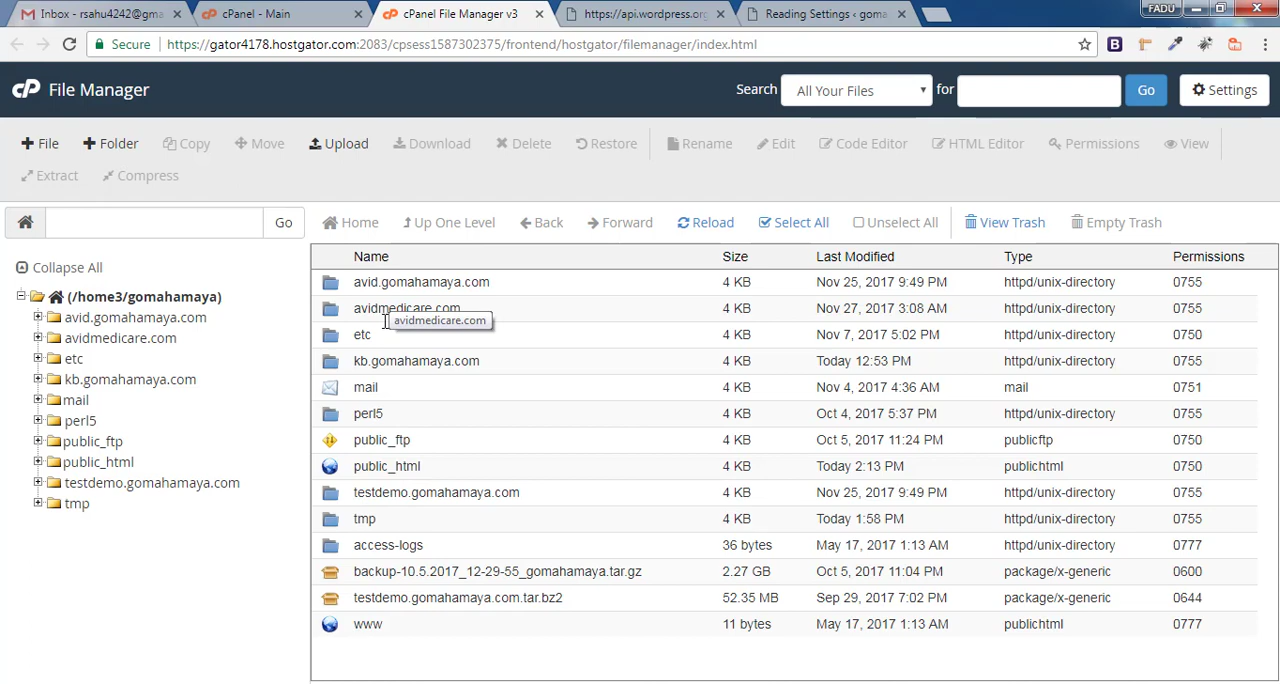 Inbox - rsahu4242@gma
cPanel - Main
cPanel File Manager v3
https://api.wordpress.org
Reading Settings ‹ goma
FADU
Secure | https://gator4178.hostgator.com:2083/cpsess1587302375/frontend/hostgator/filemanager/index.html
cP File Manager
Search All Your Files for Go Settings
File Folder Copy Move Upload Download Delete Restore Rename Edit Code Editor HTML Editor Permissions View
Extract Compress
Go Home Up One Level Back Forward Reload Select All Unselect All View Trash Empty Trash
Collapse All
(/home3/gomahamaya)
avid.gomahamaya.com
avidmedicare.com
etc
kb.gomahamaya.com
mail
perl5
public_ftp
public_html
testdemo.gomahamaya.com
tmp
Name Size Last Modified Type Permissions
avid.gomahamaya.com 4 KB Nov 25, 2017 9:49 PM httpd/unix-directory 0755
avidmedicare.com 4 KB Nov 27, 2017 3:08 AM httpd/unix-directory 0755
avidmedicare.com
etc 4 KB Nov 7, 2017 5:02 PM httpd/unix-directory 0750
kb.gomahamaya.com 4 KB Today 12:53 PM httpd/unix-directory 0755
mail 4 KB Nov 4, 2017 4:36 AM mail 0751
perl5 4 KB Oct 4, 2017 5:37 PM httpd/unix-directory 0755
public_ftp 4 KB Oct 5, 2017 11:24 PM publicftp 0750
public_html 4 KB Today 2:13 PM publichtml 0750
testdemo.gomahamaya.com 4 KB Nov 25, 2017 9:49 PM httpd/unix-directory 0755
tmp 4 KB Today 1:58 PM httpd/unix-directory 0755
access-logs 36 bytes May 17, 2017 1:13 AM httpd/unix-directory 0777
backup-10.5.2017_12-29-55_gomahamaya.tar.gz 2.27 GB Oct 5, 2017 11:04 PM package/x-generic 0600
testdemo.gomahamaya.com.tar.bz2 52.35 MB Sep 29, 2017 7:02 PM package/x-generic 0644
www 11 bytes May 17, 2017 1:13 AM publichtml 0777